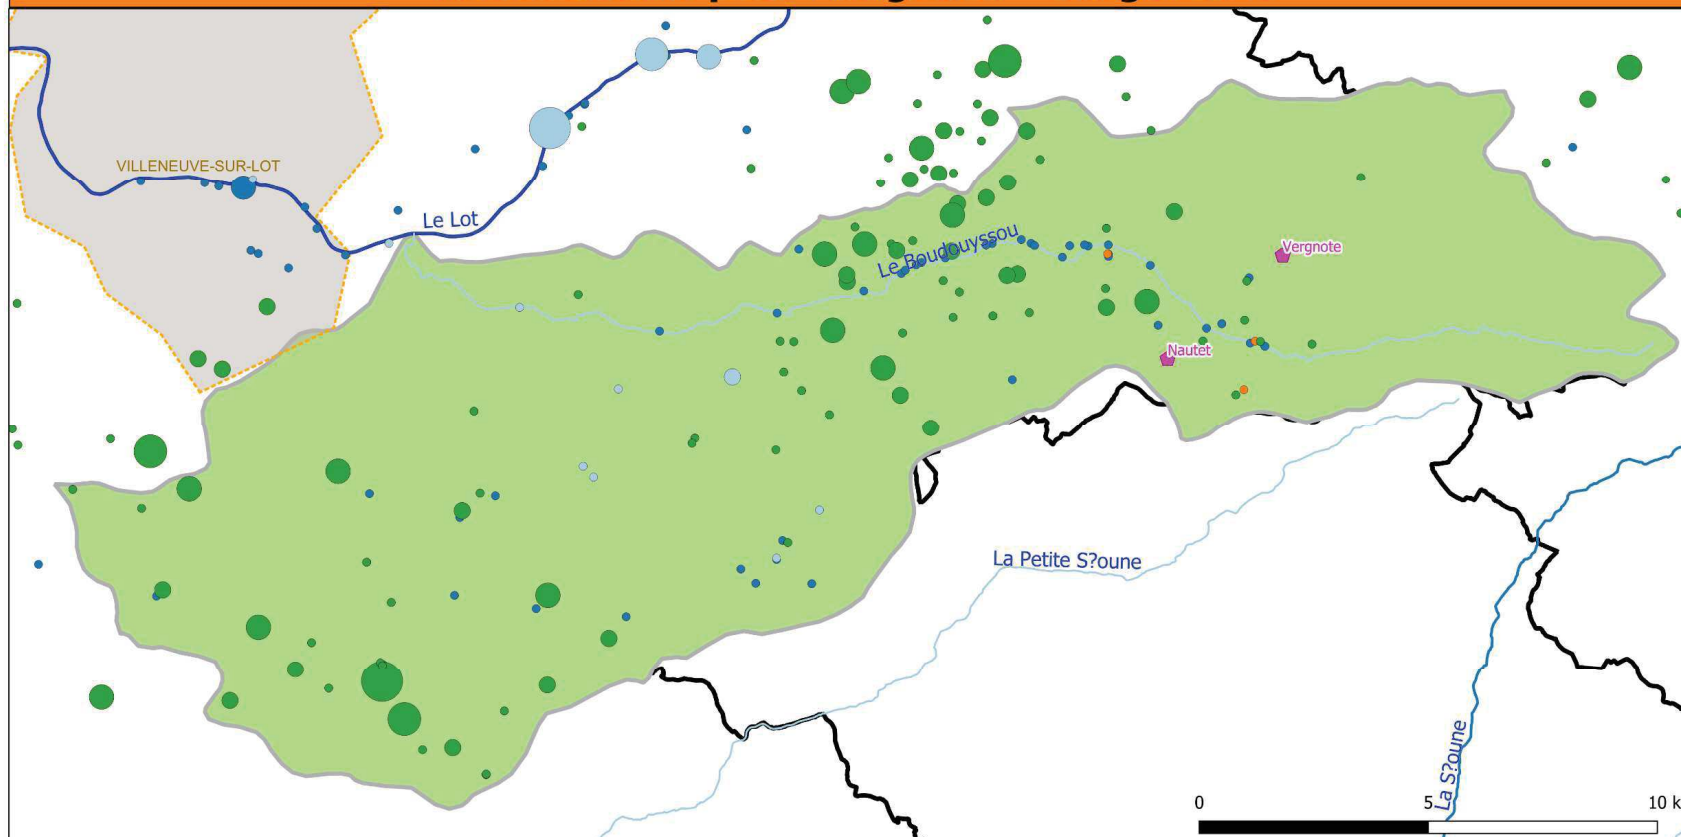 VILLENEUVE-SUR-LOT
Le Lot
Le Boudouyssou
Vergnote
Nautet
La Petite S?oune
La S?oune
0 5 10 k